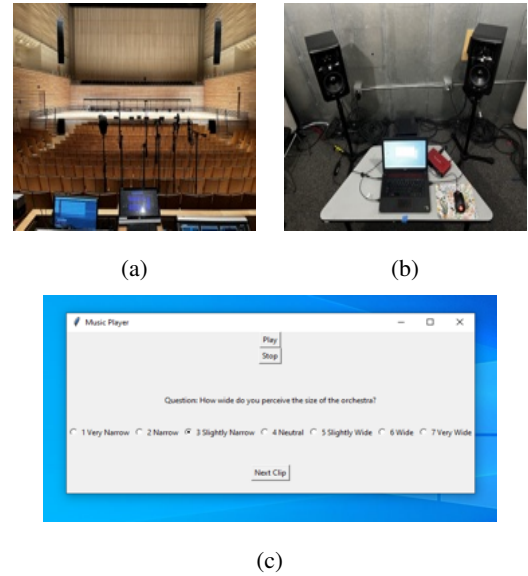 (a)
(b)
Music Player
Play
Stop
Question: How wide do you perceive the size of the orchestra?
1 Very Narrow 2 Narrow 3 Slightly Narrow 4 Neutral 5 Slightly Wide 6 Wide 7 Very Wide
Next Clip
(c)